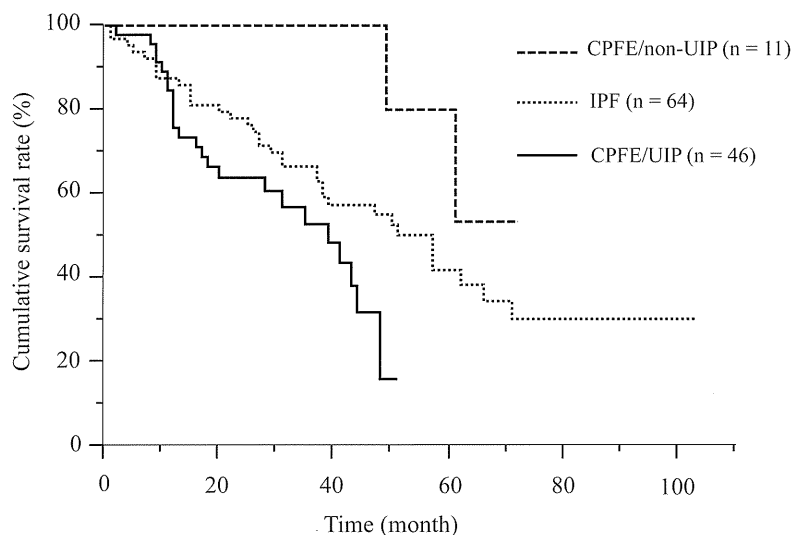 Cumulative survival rate (%)
100
80
60
40
20
0
0 20 40 60 80 100
Time (month)
CPFE/non-UIP (n = 11)
IPF (n = 64)
CPFE/UIP (n = 46)